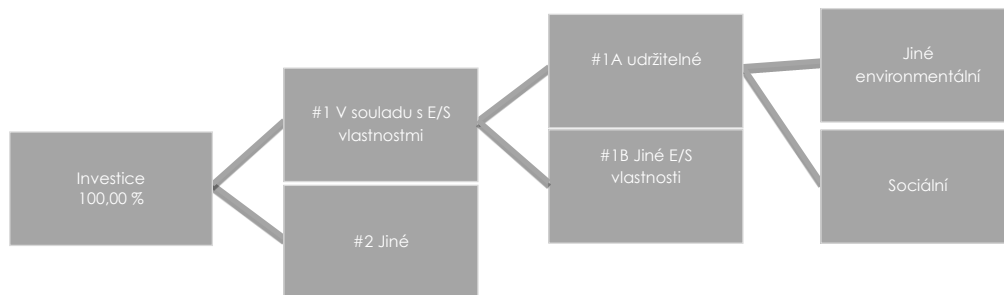 Investice
100,00 %
#1 V souladu s E/S
vlastnostmi
#2 Jiné
#1A udržitelné
#1B Jiné E/S
vlastnosti
Jiné
environmentální
Sociální